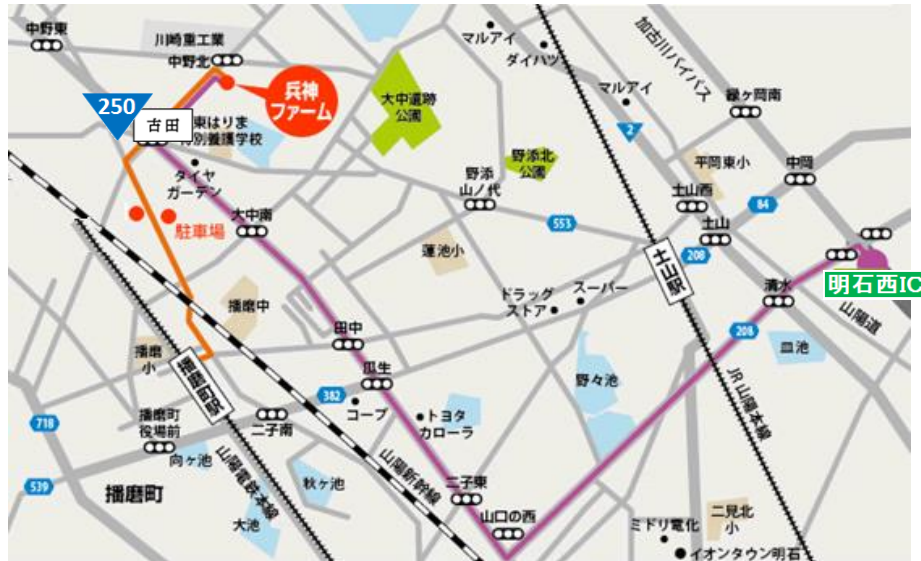 中野東
川崎重工業
中野北
兵神
ファーム
250
古田
東はりま
特別養護学校
タイヤ
ガーデン
大中遺跡
公園
マルアイ
ダイハツ
マルアイ
加古川バイパス
緑ヶ岡南
2
野添北
公園
野添
山ノ代
平岡東小
中岡
土山西
84
土山
553
208
土山駅
大中南
駐車場
蓮池小
明石西IC
清水
山陽道
スーパー
ドラッグ
ストア
播磨中
208
皿池
田中
播磨
小
播磨町駅
瓜生
野々池
JR山陽本線
382
コープ
トヨタ
カローラ
718
播磨町
役場前
二子南
向ヶ池
山陽電鉄本線
山陽新幹線
539
播磨町
秋ヶ池
大池
二子東
山口の西
二見北
小
ミドリ電化
イオンタウン明石